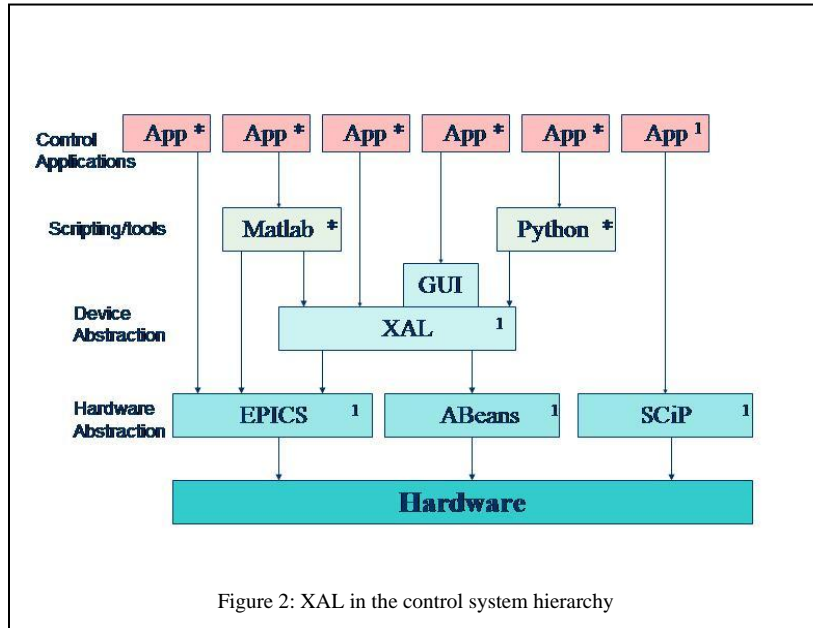 App *
App *
App *
App *
App *
App 1
Control
Applications
Scripting/tools
Matlab *
Python *
GUI
Device
Abstraction
XAL 1
Hardware
Abstraction
EPICS 1
ABeans 1
SCiP 1
Hardware
Figure 2: XAL in the control system hierarchy